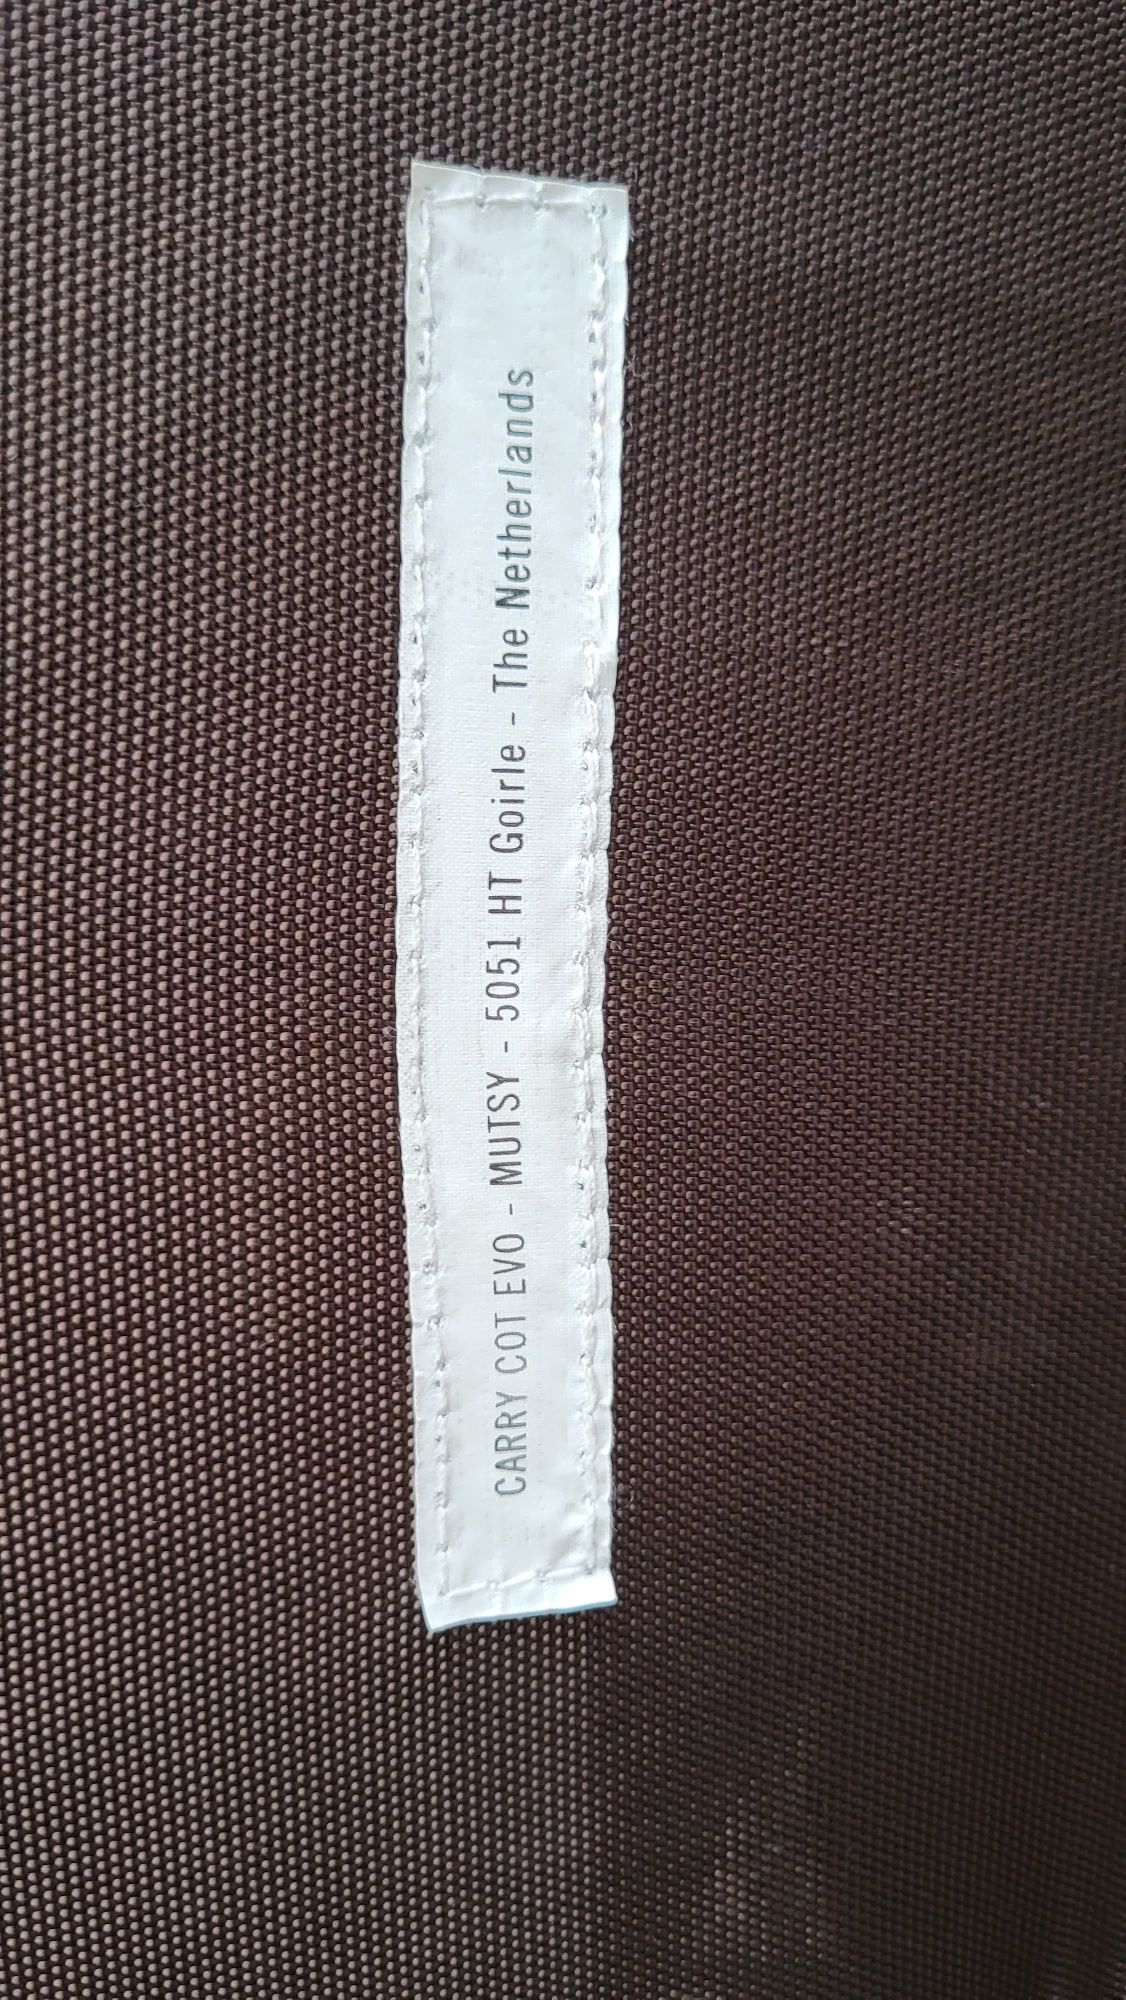 CARRY COT EVO - MUTSY - 5051 HT Goirle - The Netherlands